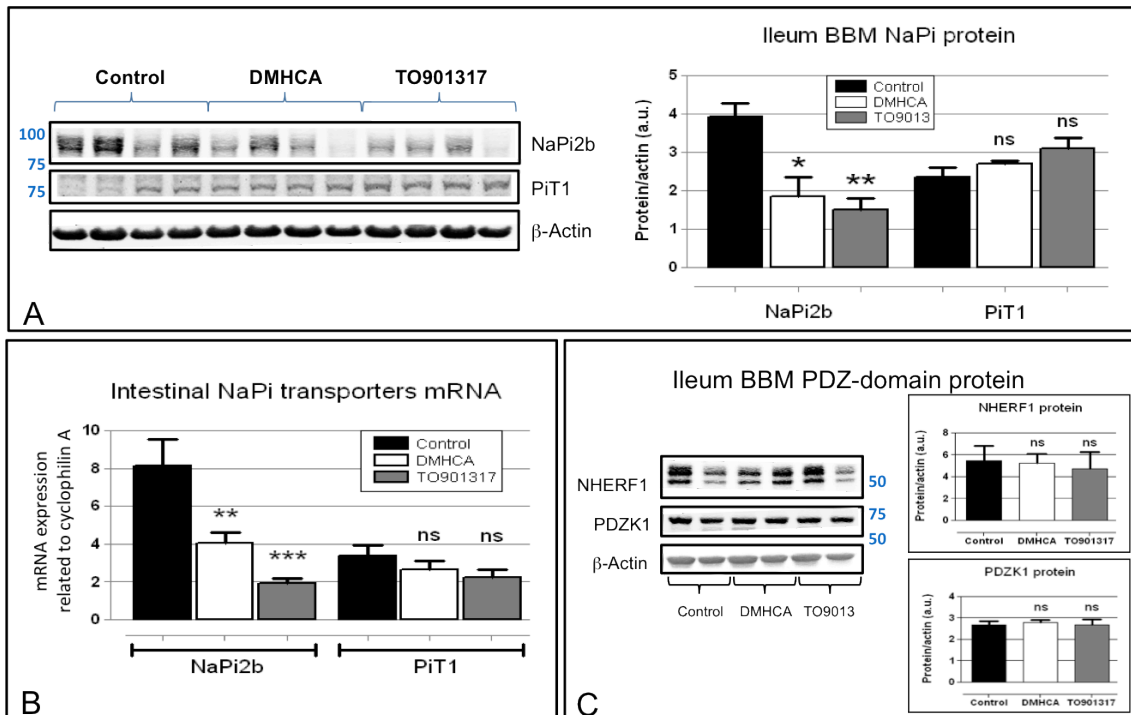 Ileum BBM NaPi protein
Control DMHCA TO901317
100
75
75
NaPi2b
PiT1
β-Actin
Protein/actin (a.u.)
5
4
3
2
1
0
Control
DMHCA
TO9013
*
**
ns
ns
NaPi2b PiT1
A
Intestinal NaPi transporters mRNA
mRNA expression
related to cyclophilin A
10
8
6
4
2
0
Control
DMHCA
TO901317
**
***
ns ns
NaPi2b PiT1
B
Ileum BBM PDZ-domain protein
NHERF1
PDZK1
β-Actin
50
75
50
Control DMHCA TO9013
NHERF1 protein
Protein/actin (a.u.)
8
6
4
2
0
ns ns
Control DMHCA TO901317
PDZK1 protein
Protein/actin (a.u.)
4
3
2
1
0
ns ns
Control DMHCA TO901317
C